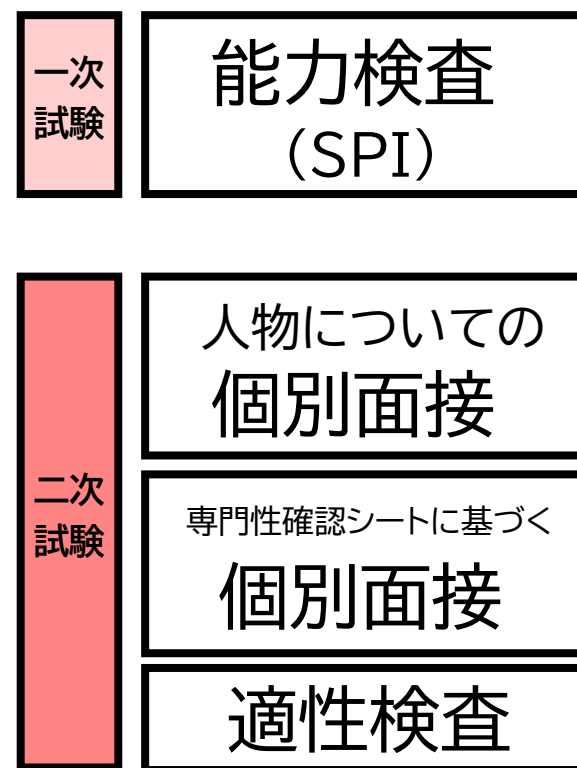 一次
試験
能力検査
（SPI）
二次
試験
人物についての
個別面接
専門性確認シートに基づく
個別面接
適性検査